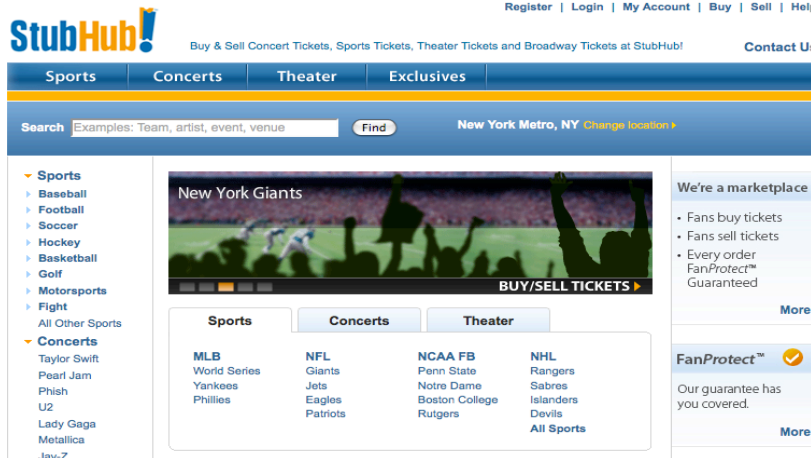 Register | Login | My Account | Buy | Sell |
StubHub!
Buy & Sell Concert Tickets, Sports Tickets, Theater Tickets and Broadway Tickets at StubHub!
Contact
Sports Concerts Theater Exclusives
Search Examples: Team, artist, event, venue Find New York Metro, NY Change location
Sports
Baseball
Football
Soccer
Hockey
Basketball
Golf
Motorsports
Fight
All Other Sports
Concerts
Taylor Swift
Pearl Jam
Phish
U2
Lady Gaga
Metallica
Jay-Z
New York Giants
BUY/SELL TICKETS
Sports Concerts Theater
MLB
World Series
Yankees
Phillies
NFL
Giants
Jets
Eagles
Patriots
NCAA FB
Penn State
Notre Dame
Boston College
Rutgers
NHL
Rangers
Sabres
Islanders
Devils
All Sports
We're a marketplace
• Fans buy tickets
• Fans sell tickets
• Every order
FanProtect™
Guaranteed
More
FanProtect™
Our guarantee has
you covered.
More